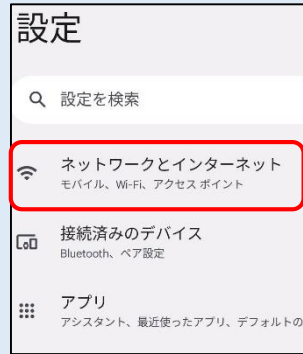 設定
設定を検索
ネットワークとインターネット
モバイル、Wi-Fi、アクセス ポイント
接続済みのデバイス
Bluetooth、ペア設定
アプリ
アシスタント、最近使ったアプリ、デフォルトの